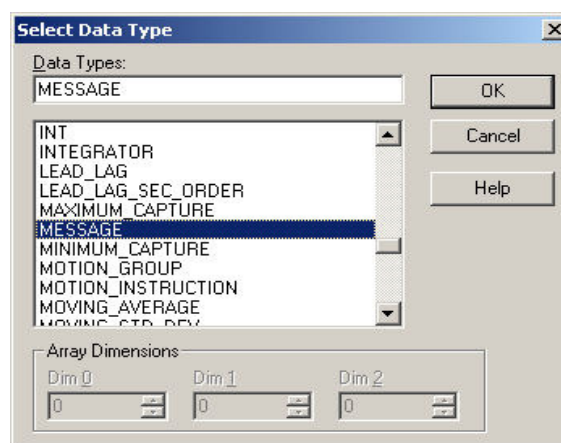 Select Data Type
Data Types:
MESSAGE
OK
Cancel
Help
INT
INTEGRATOR
LEAD_LAG
LEAD_LAG_SEC_ORDER
MAXIMUM_CAPTURE
MESSAGE
MINIMUM_CAPTURE
MOTION_GROUP
MOTION_INSTRUCTION
MOVING_AVERAGE
MOVING_STD_DEV
Array Dimensions
Dim 0 Dim 1 Dim 2
0 0 0